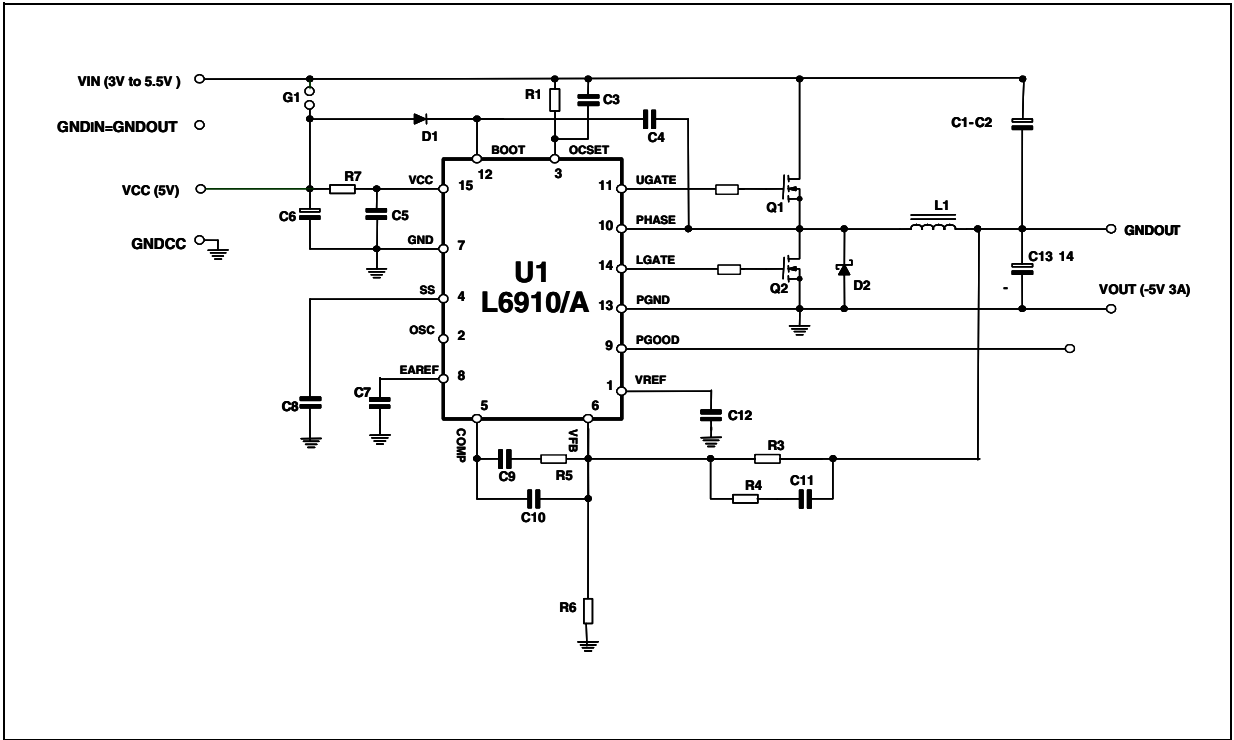 VIN (3V to 5.5V )
G1
R1
C3
GNDIN=GNDOUT
D1
C4
C1-C2
BOOT
OCSET
12
3
VCC (5V)
R7
VCC
15
11
UGATE
Q1
C6
C5
L1
GNDCC
GND
7
10
PHASE
GNDOUT
U1
L6910/A
14
LGATE
Q2
D2
C13 14
-
VOUT (-5V 3A)
SS
4
13
PGND
OSC
2
9
PGOOD
EAREF
8
1
VREF
C8
C7
C12
5
6
COMP
VFB
C9
R5
R3
R4
C11
C10
R6